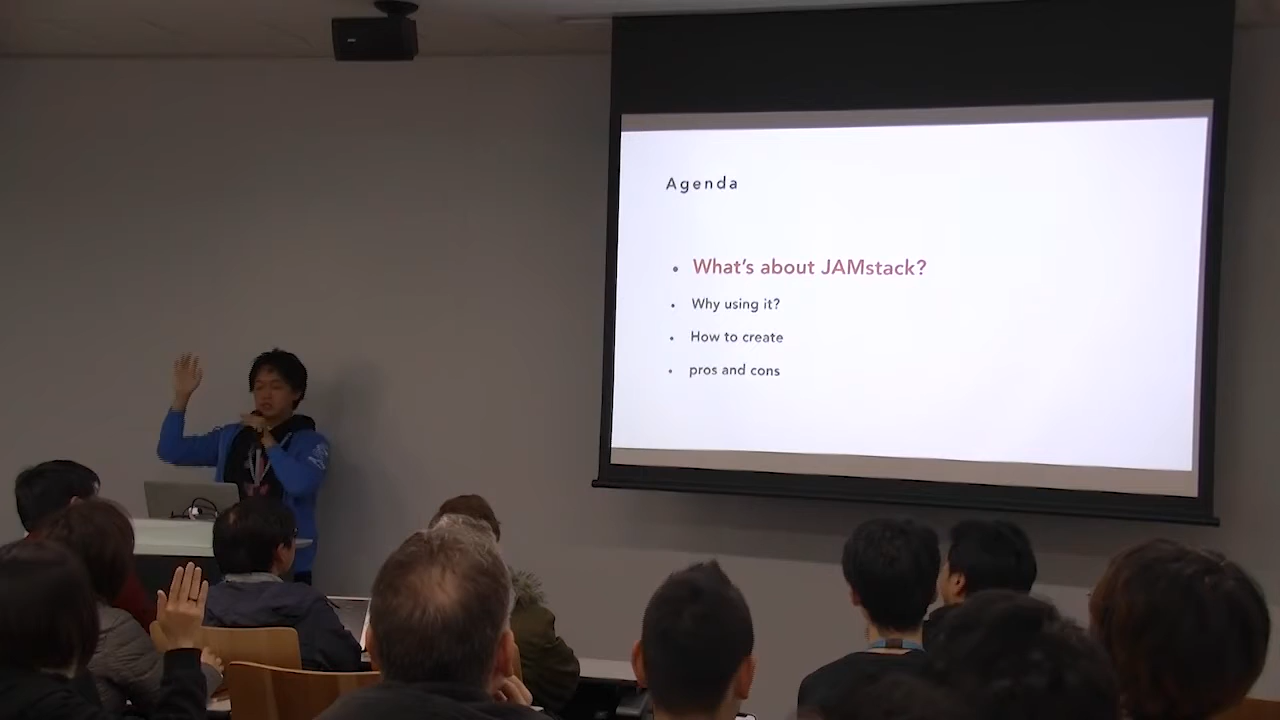 Agenda
• What's about JAMstack?
• Why using it?
• How to create
• pros and cons